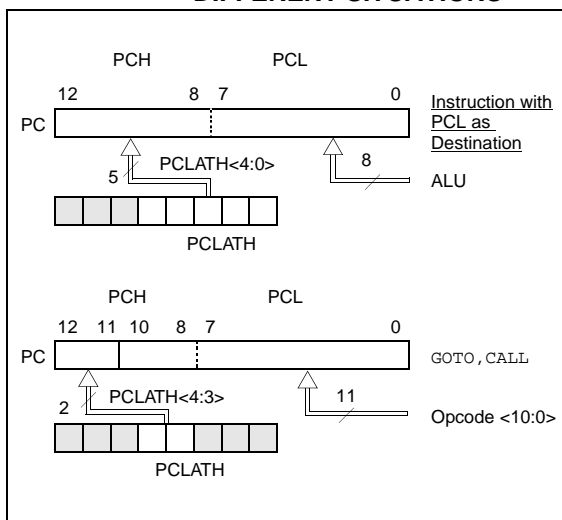 PCH PCL
12 8 7 0
Instruction with
PCL as
Destination
PC
8
5 PCLATH<4:0>
ALU
PCLATH
PCH PCL
12 11 10 8 7 0
PC
GOTO,CALL
2 PCLATH<4:3> 11
Opcode <10:0>
PCLATH